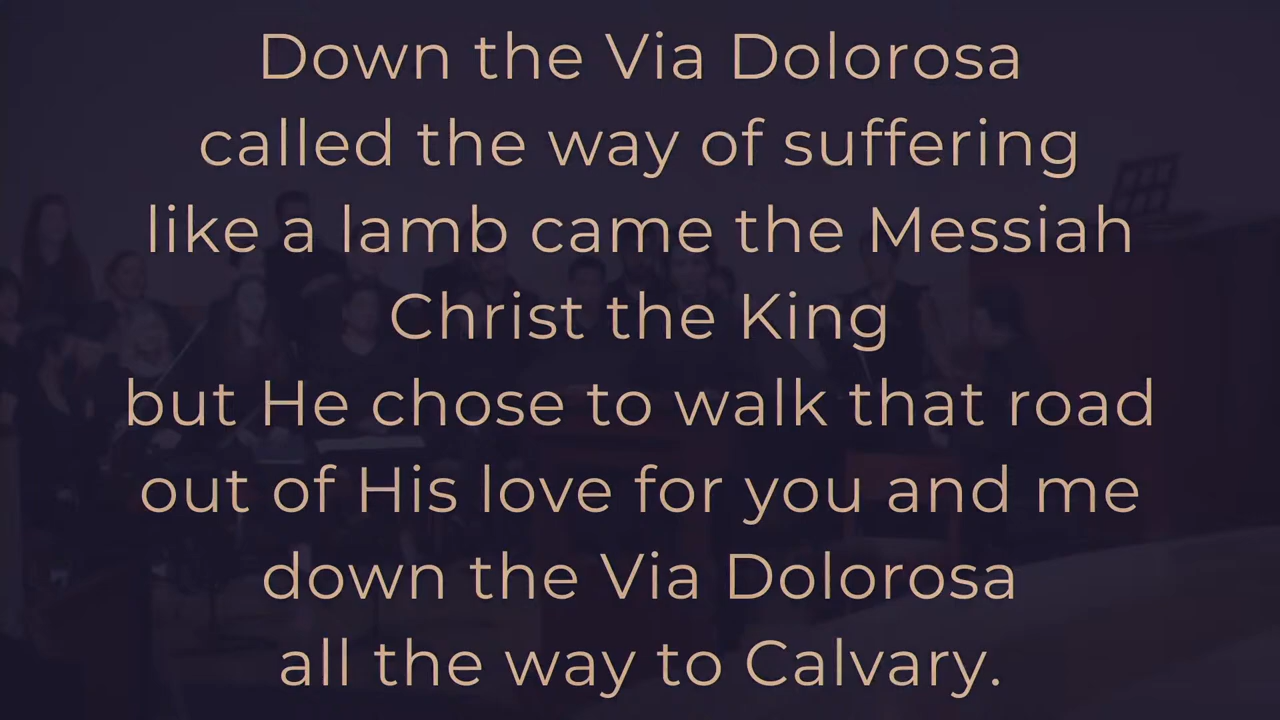 Down the Via Dolorosa
called the way of suffering
like a lamb came the Messiah
Christ the King
but He chose to walk that road
out of His love for you and me
down the Via Dolorosa
all the way to Calvary.